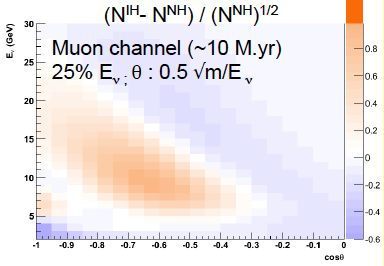 (N^IH- N^NH) / (N^NH)^1/2
Muon channel (~10 M.yr)
25% E_ν ; θ : 0.5 √m/E_ν
E_ν (GeV)
30
25
20
15
10
5
-1 -0.9 -0.8 -0.7 -0.6 -0.5 -0.4 -0.3 -0.2 -0.1 0
cosθ
0.8
0.6
0.4
0.2
0
-0.2
-0.4
-0.6